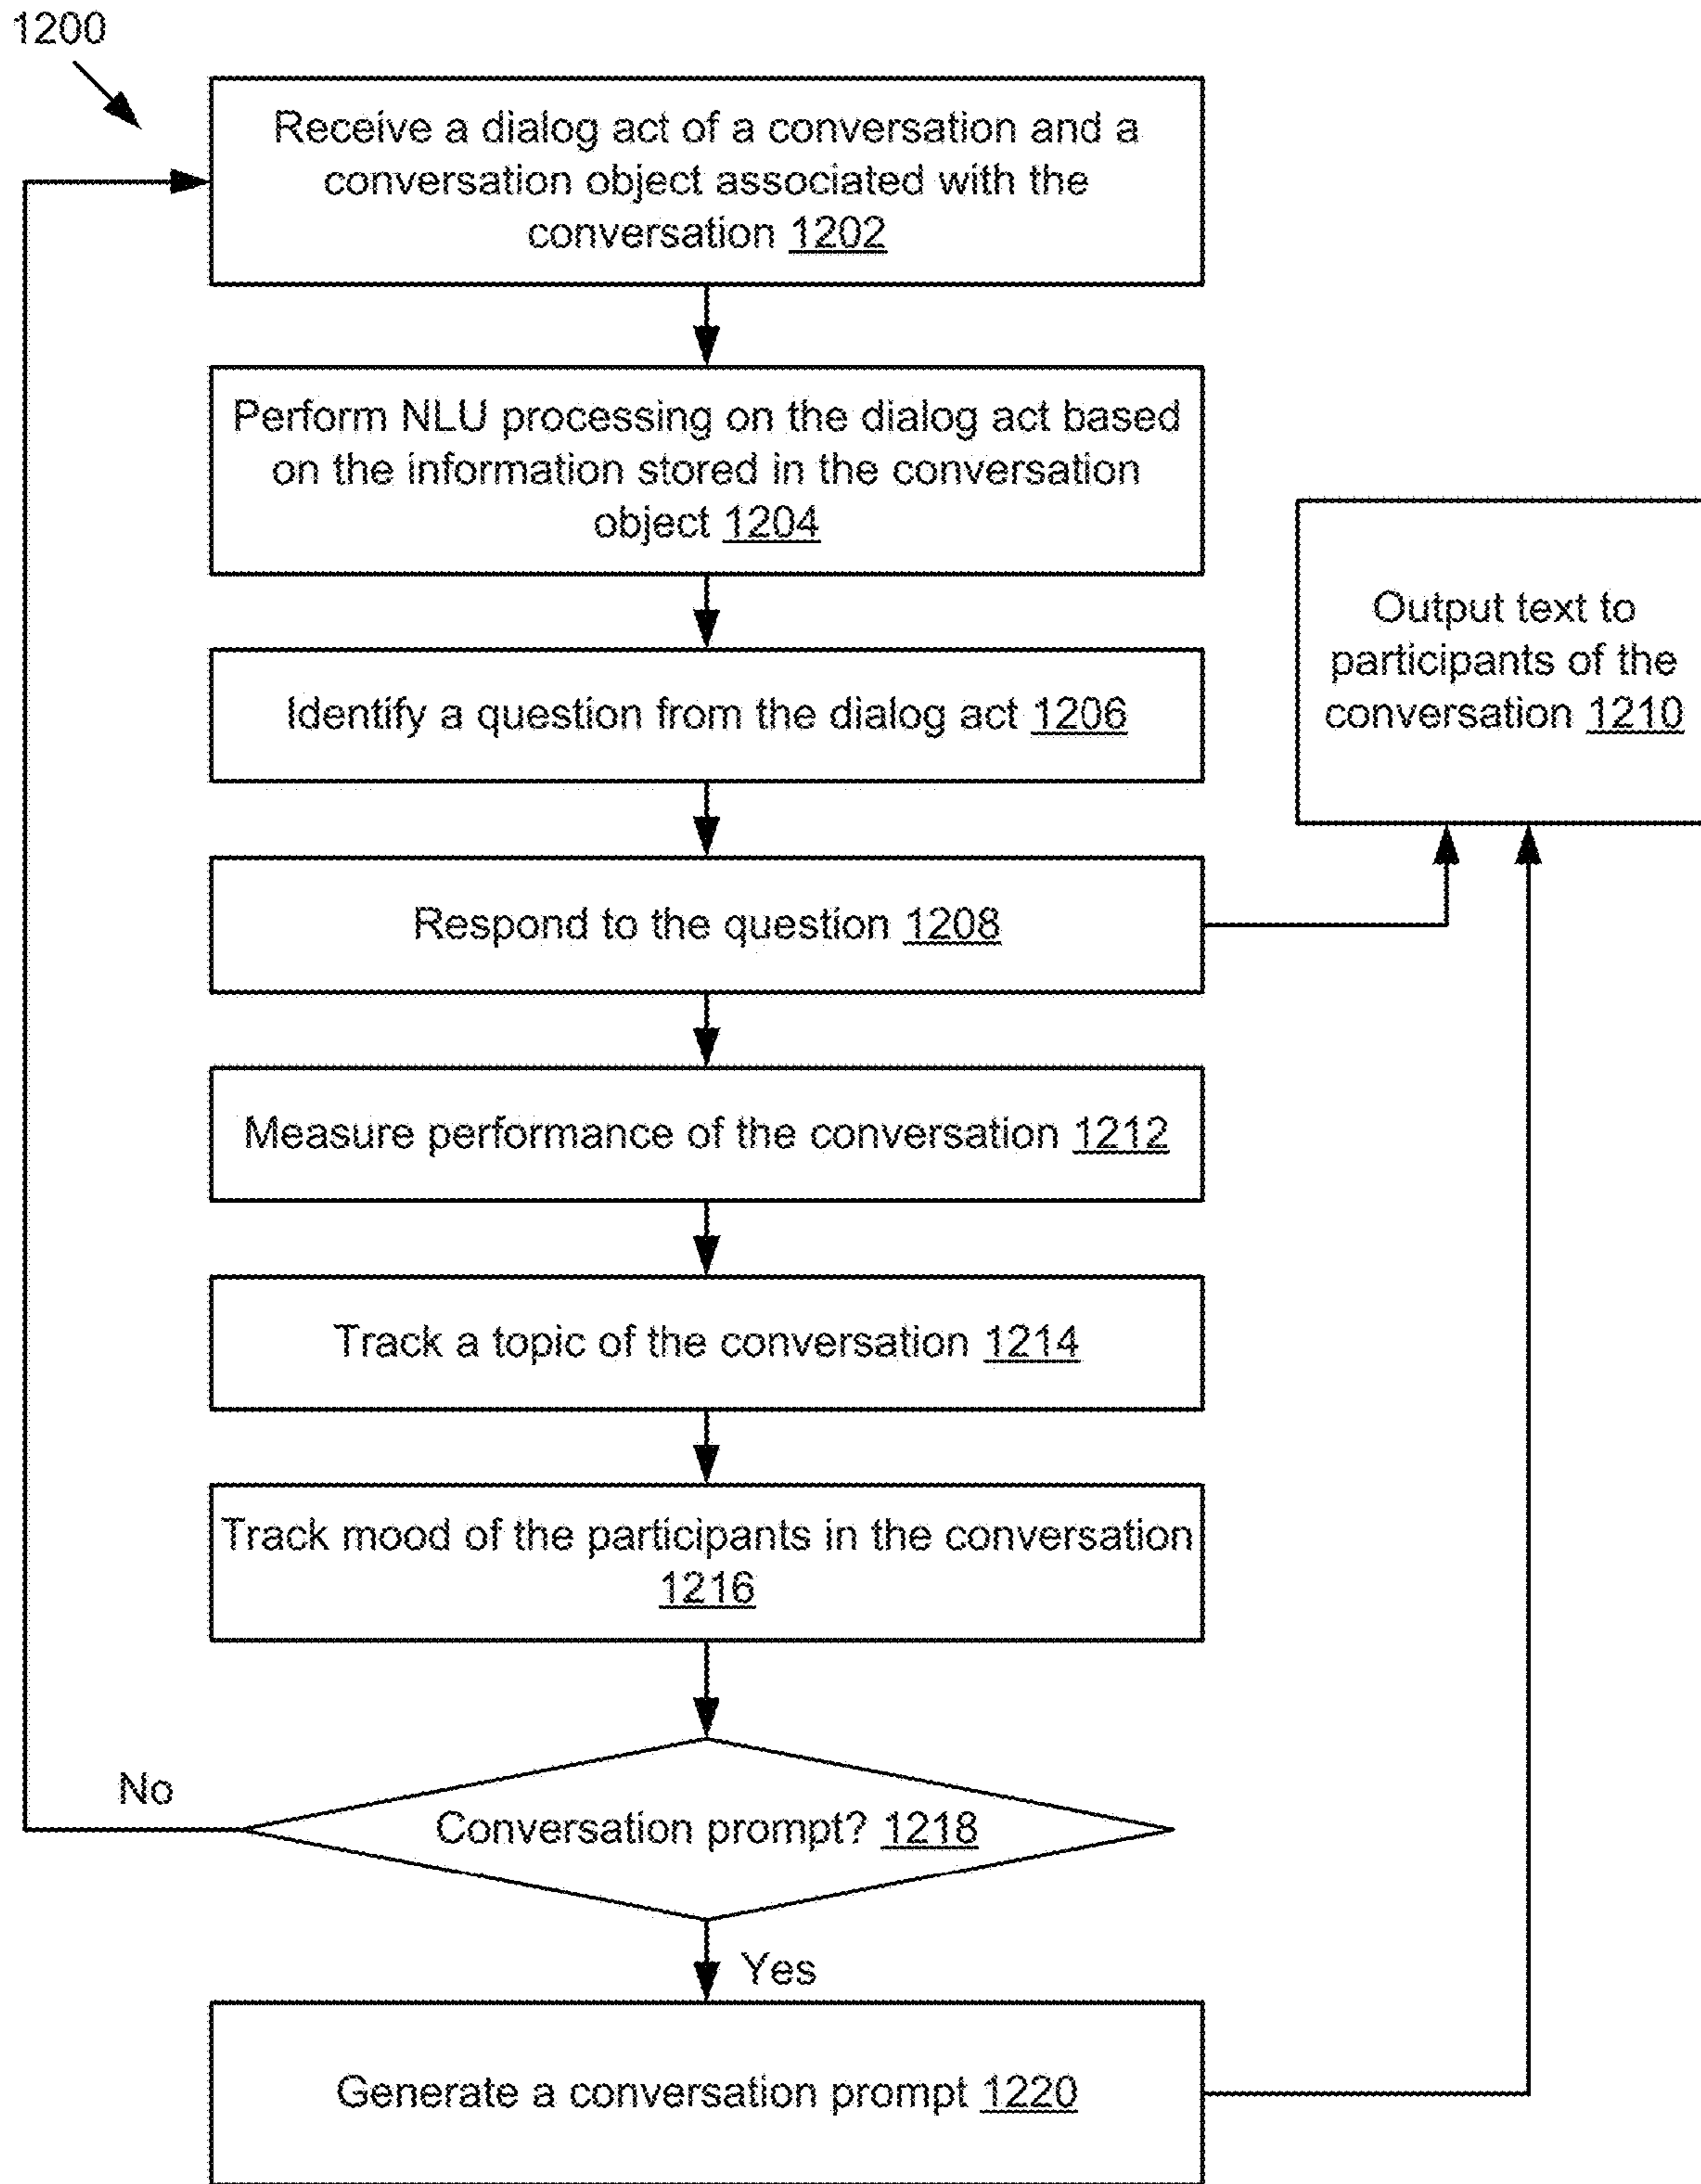 1200
Receive a dialog act of a conversation and a
conversation object associated with the
conversation 1202
Perform NLU processing on the dialog act based
on the information stored in the conversation
object 1204
Identify a question from the dialog act 1206
Output text to
participants of the
conversation 1210
Respond to the question 1208
Measure performance of the conversation 1212
Track a topic of the conversation 1214
Track mood of the participants in the conversation
1216
No
Conversation prompt? 1218
Yes
Generate a conversation prompt 1220